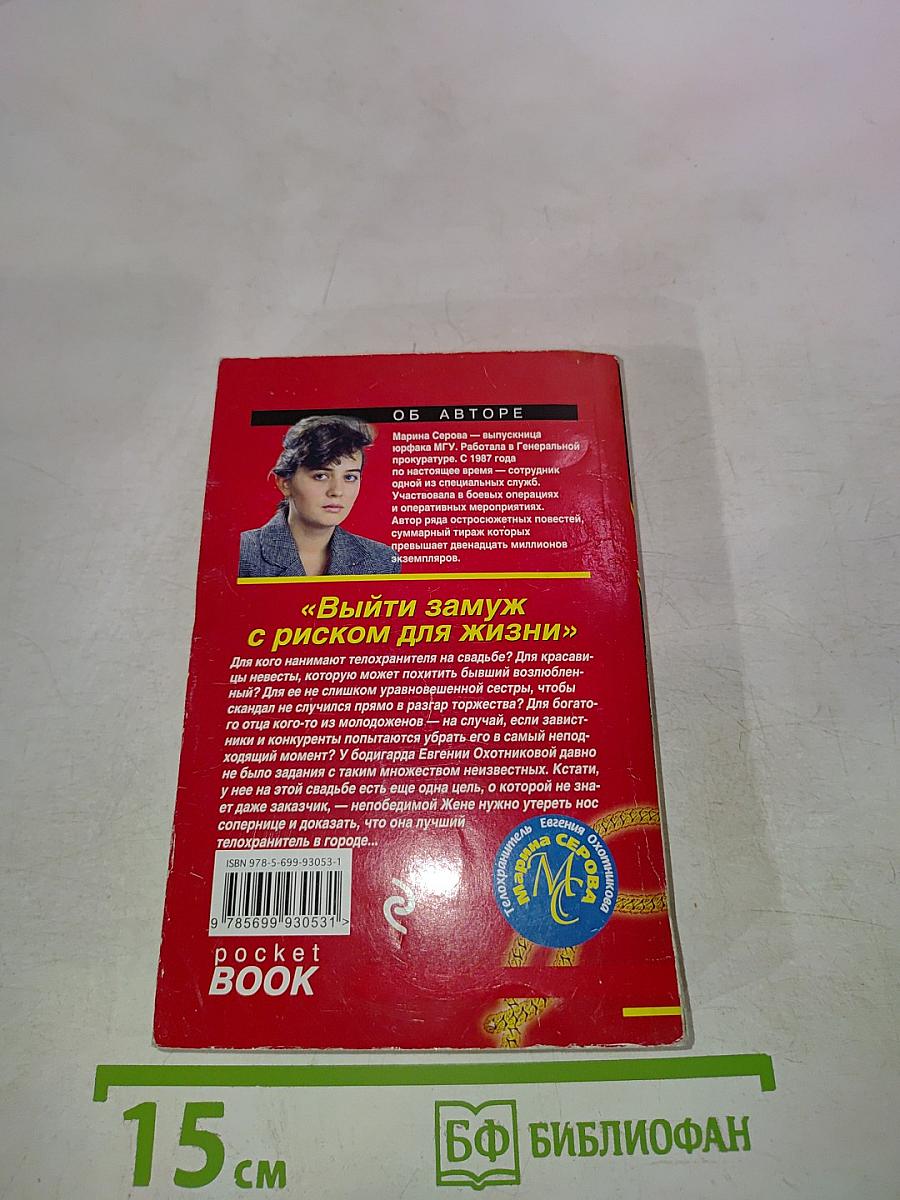 ОБ АВТОРЕ
Марина Серова — выпускница
юрфака МГУ. Работала в Генеральной
прокуратуре. С 1987 года
по настоящее время — сотрудник
одной из специальных служб.
Участвовала в боевых операциях
и оперативных мероприятиях.
Автор ряда остросюжетных повестей,
суммарный тираж которых
превышает двенадцать миллионов
экземпляров.
«Выйти замуж
с риском для жизни»
Для кого нанимают телохранителя на свадьбе? Для красави-
цы невесты, которую может похитить бывший возлюблен-
ный? Для ее не слишком уравновешенной сестры, чтобы
скандал не случился прямо в разгар торжества? Для богато-
го отца кого-то из молодоженов — на случай, если завист-
ники и конкуренты попытаются убрать его в самый непод-
ходящий момент? У бодигарда Евгении Охотниковой давно
не было задания с таким множеством неизвестных. Кстати,
у нее на этой свадьбе есть еще одна цель, о которой не зна-
ет даже заказчик, — непобедимой Жене нужно утереть нос
сопернице и доказать, что она лучший
телохранитель в городе...
Телохранитель Евгения Охотникова
Марина СЕРОВА
МС
ISBN 978-5-699-93053-1
9 785699 930531 >
pocket
BOOK
15 см
БФ БИБЛИОФАН